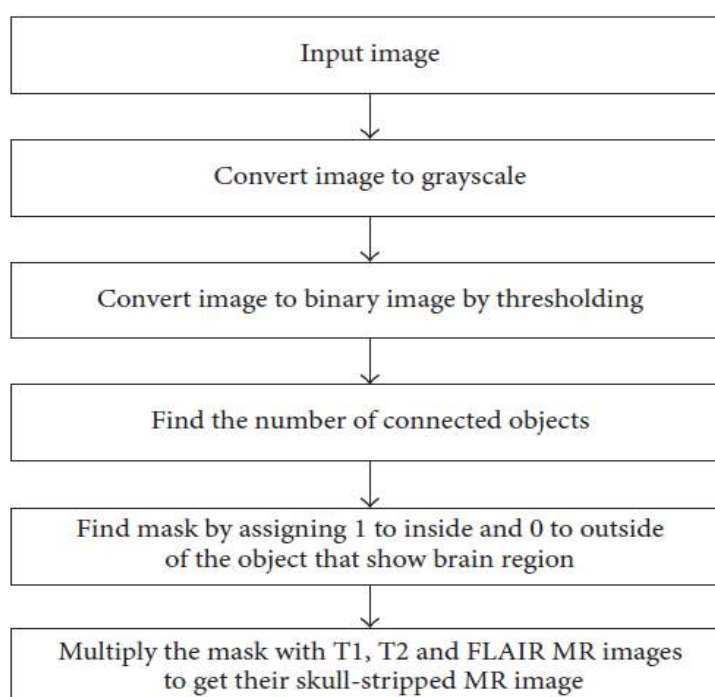 Input image
Convert image to grayscale
Convert image to binary image by thresholding
Find the number of connected objects
Find mask by assigning 1 to inside and 0 to outside
of the object that show brain region
Multiply the mask with T1, T2 and FLAIR MR images
to get their skull-stripped MR image